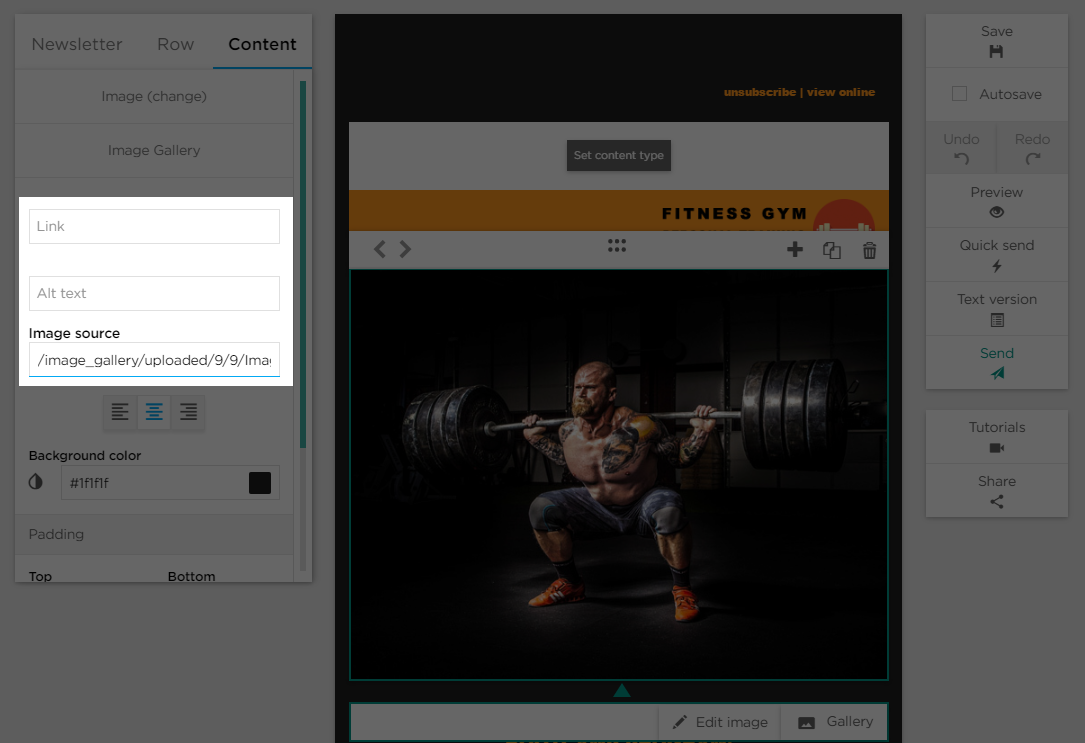 Newsletter
Row
Content
Image (change)
Image Gallery
Link
Alt text
Image source
/image_gallery/uploaded/9/9/Imag
Background color
#1f1f1f
Padding
Top
Bottom
unsubscribe | view online
Set content type
FITNESS GYM
Edit image
Gallery
Save
Autosave
Undo
Redo
Preview
Quick send
Text version
Send
Tutorials
Share